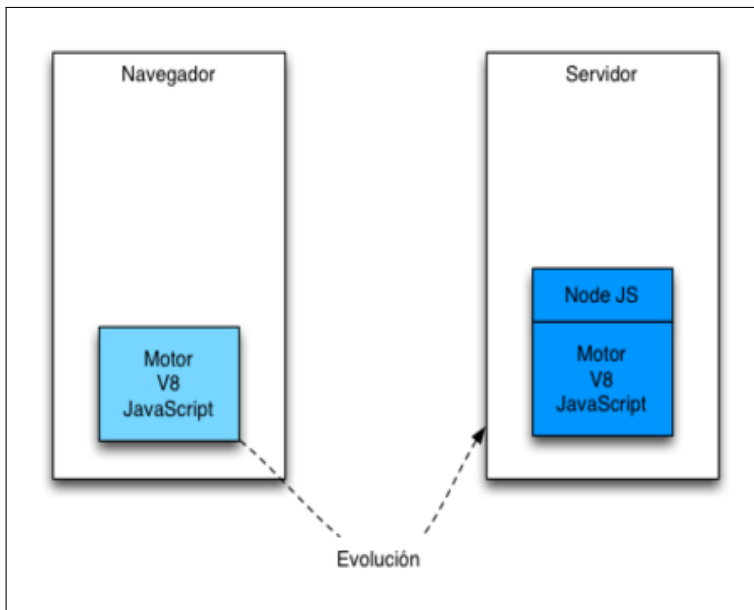 Navegador
Motor
V8
JavaScript
Servidor
Node JS
Motor
V8
JavaScript
Evolución